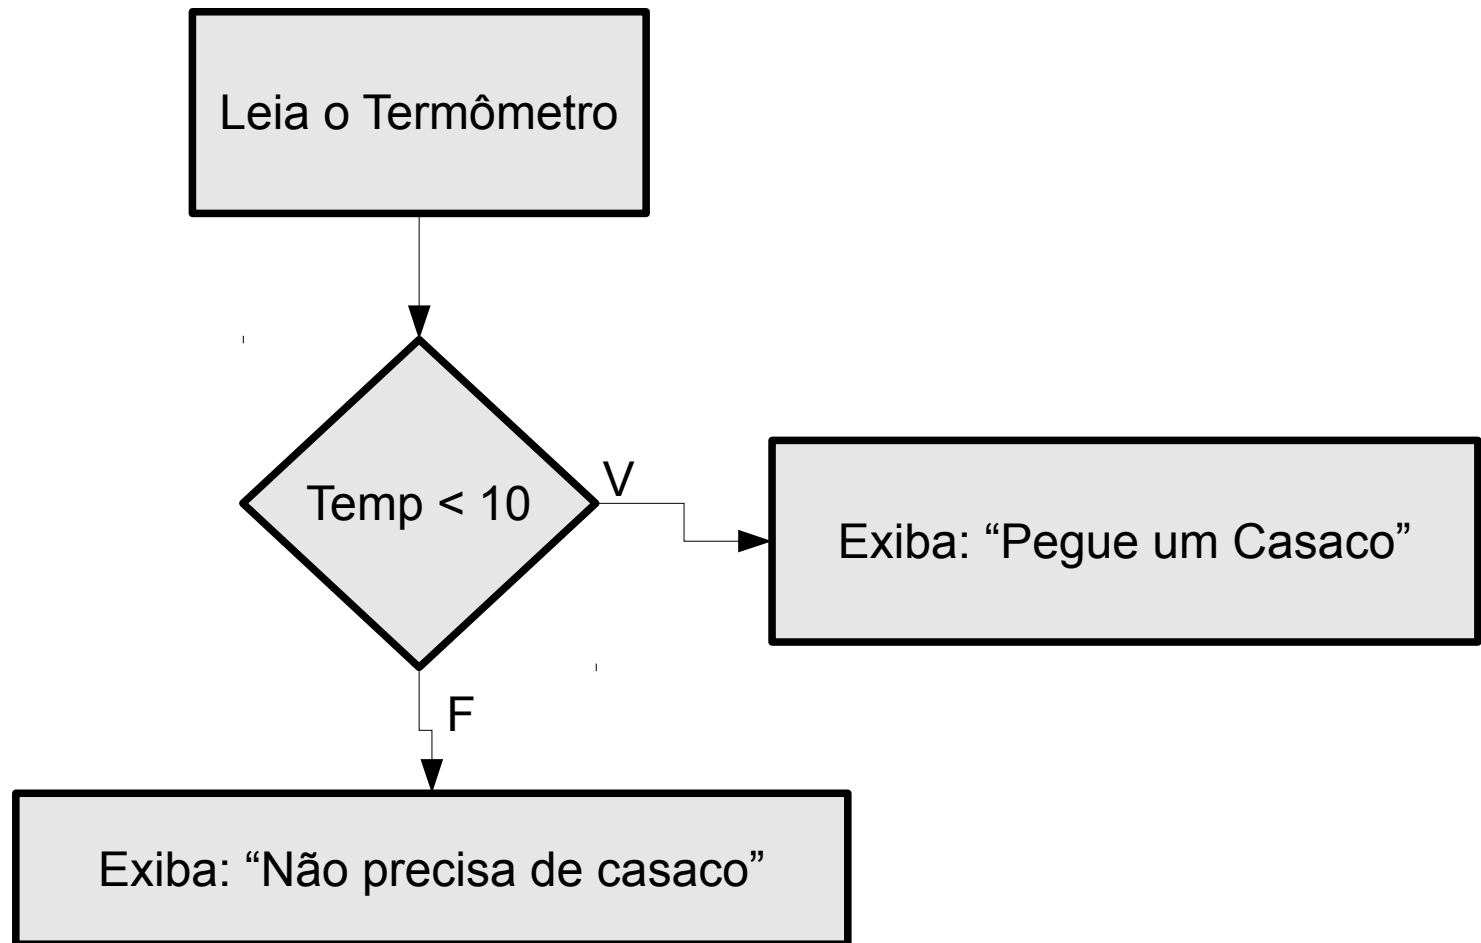 Leia o Termômetro
Temp < 10
V
Exiba: “Pegue um Casaco”
F
Exiba: “Não precisa de casaco”